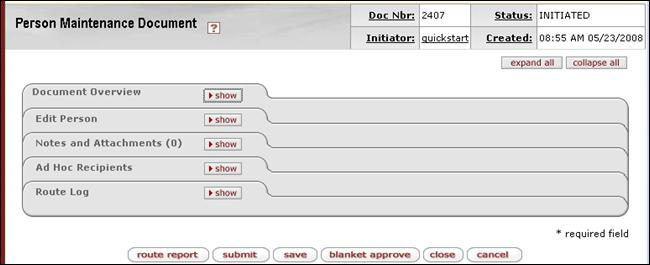 Person Maintenance Document ?
Doc Nbr: 2407 Status: INITIATED
Initiator: quickstart Created: 08:55 AM 05/23/2008
expand all collapse all
Document Overview show
Edit Person show
Notes and Attachments (0) show
Ad Hoc Recipients show
Route Log show
* required field
route report submit save blanket approve close cancel